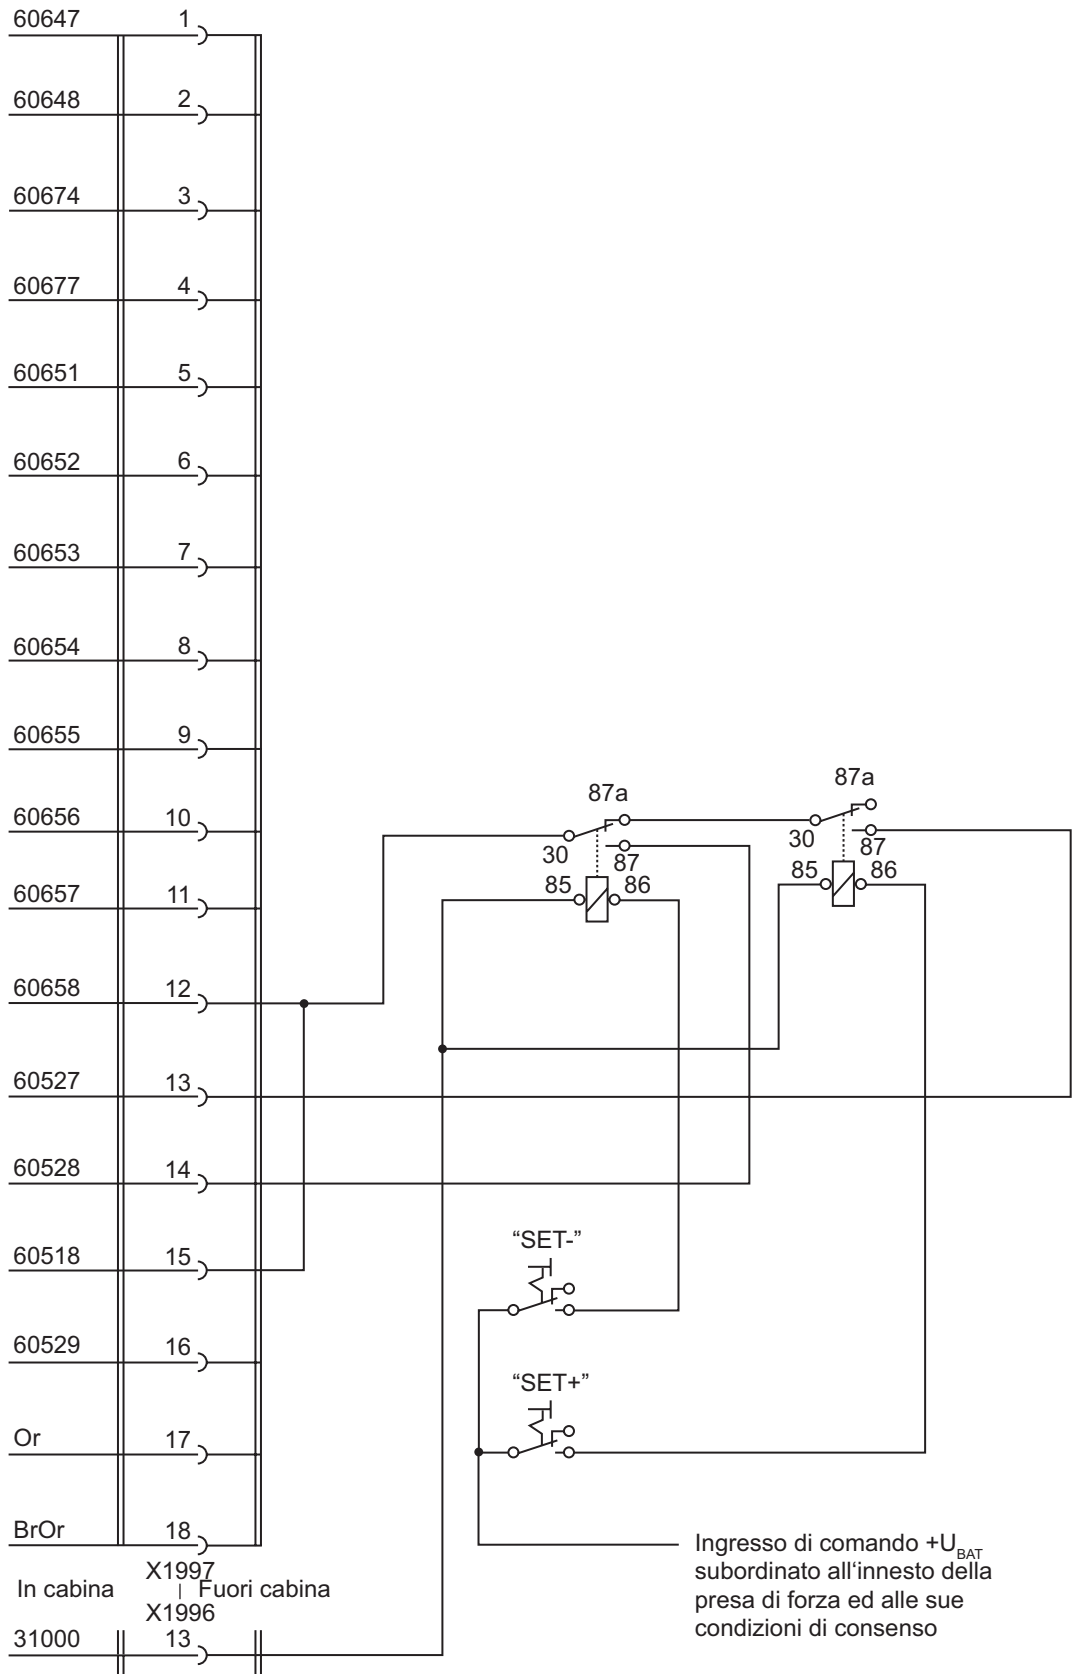 60647 1
60648 2
60674 3
60677 4
60651 5
60652 6
60653 7
60654 8
60655 9
87a
87a
60656 10
30
87
30
87
85 86
85 86
60657 11
60658 12
60527 13
60528 14
“SET-”
60518 15
60529 16
“SET+”
Or 17
BrOr 18
Ingresso di comando +UBAT
subordinato all'innesto della
presa di forza ed alle sue
condizioni di consenso
X1997
In cabina | Fuori cabina
X1996
31000 13